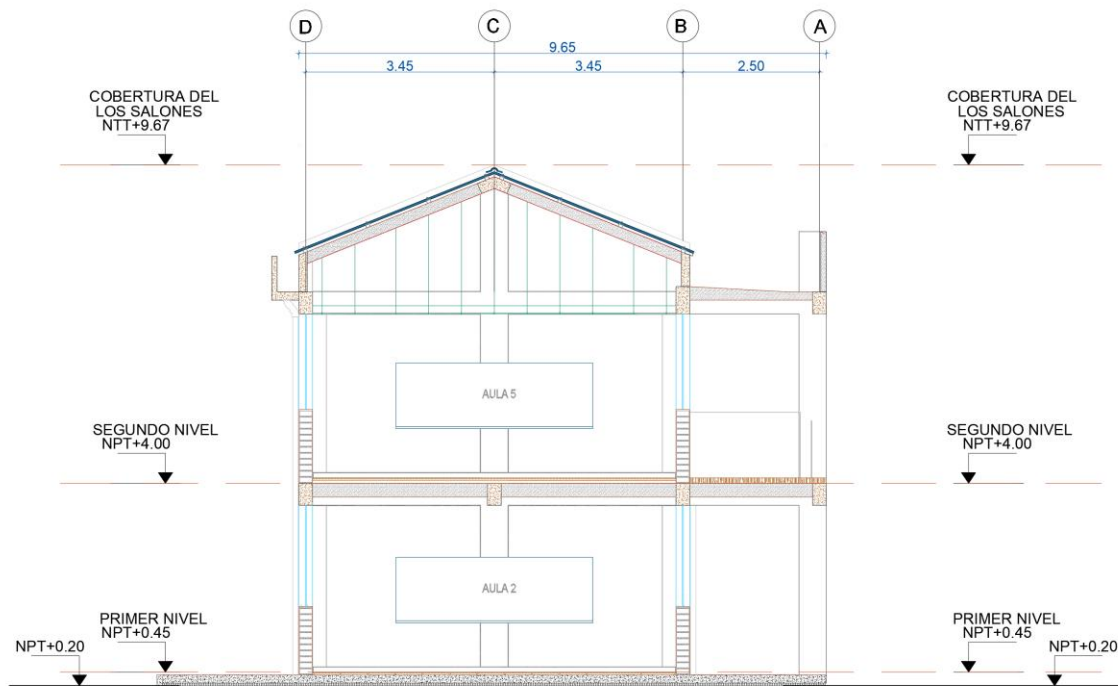 D C B A
9.65
3.45 3.45 2.50
COBERTURA DEL
LOS SALONES
NTT+9.67
COBERTURA DEL
LOS SALONES
NTT+9.67
AULA 5
SEGUNDO NIVEL
NPT+4.00
SEGUNDO NIVEL
NPT+4.00
AULA 2
PRIMER NIVEL
NPT+0.45
NPT+0.20
PRIMER NIVEL
NPT+0.45
NPT+0.20